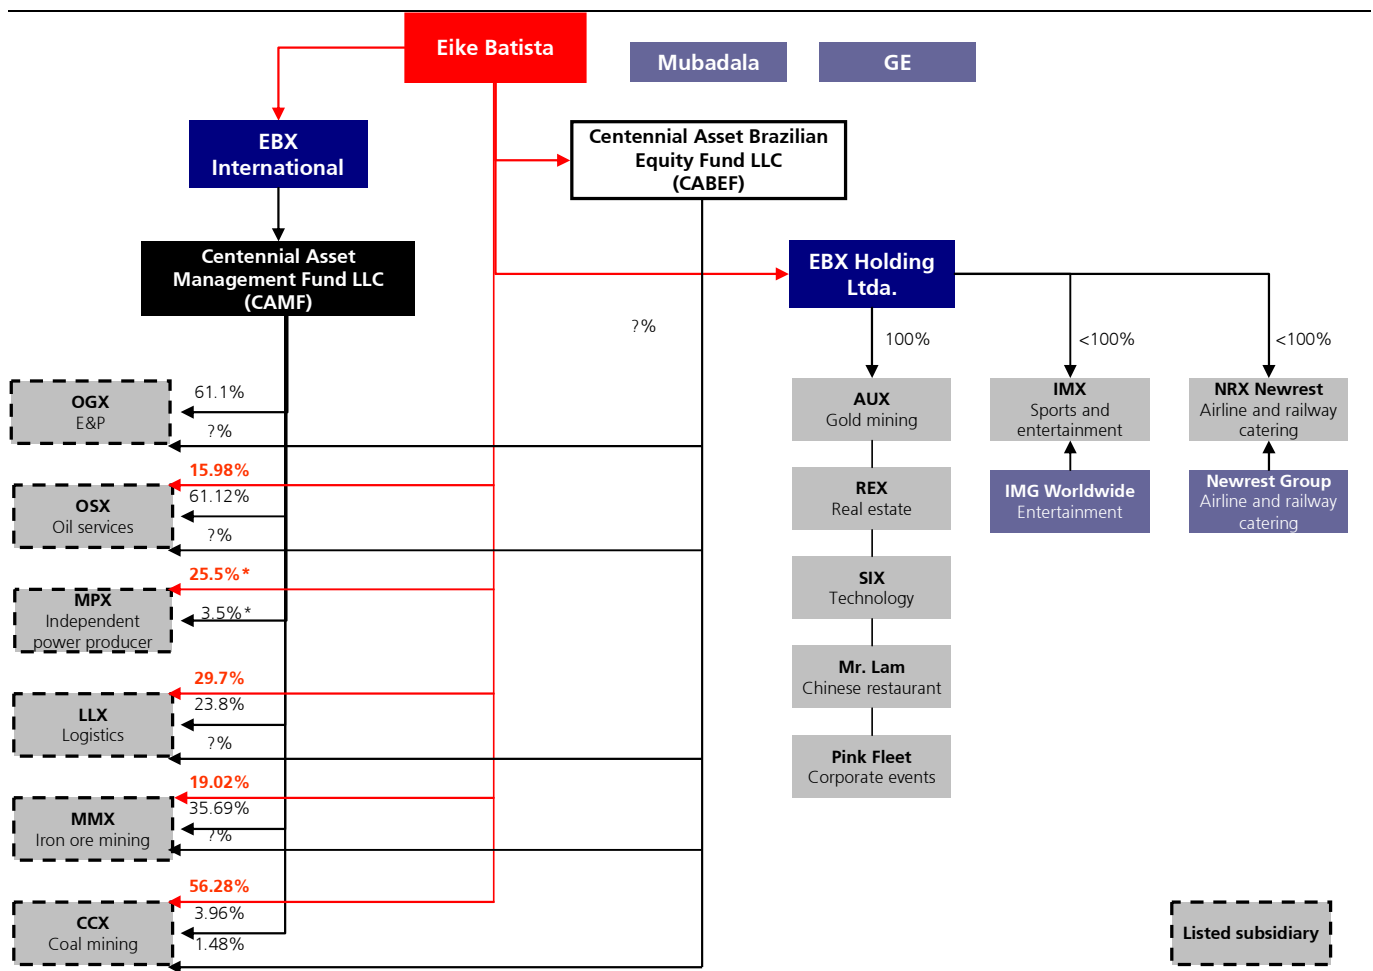 Eike Batista
Mubadala
GE
EBX
International
Centennial Asset Brazilian
Equity Fund LLC
(CABEF)
Centennial Asset
Management Fund LLC
(CAMF)
EBX Holding
Ltda.
?%
100%
<100%
<100%
OGX
E&P
61.1%
?%
AUX
Gold mining
IMX
Sports and
entertainment
NRX Newrest
Airline and railway
catering
15.98%
OSX
Oil services
61.12%
?%
REX
Real estate
IMG Worldwide
Entertainment
Newrest Group
Airline and railway
catering
25.5%*
MPX
Independent
power producer
3.5%*
SIX
Technology
29.7%
LLX
Logistics
23.8%
?%
Mr. Lam
Chinese restaurant
19.02%
MMX
Iron ore mining
35.69%
?%
Pink Fleet
Corporate events
56.28%
CCX
Coal mining
3.96%
1.48%
Listed subsidiary